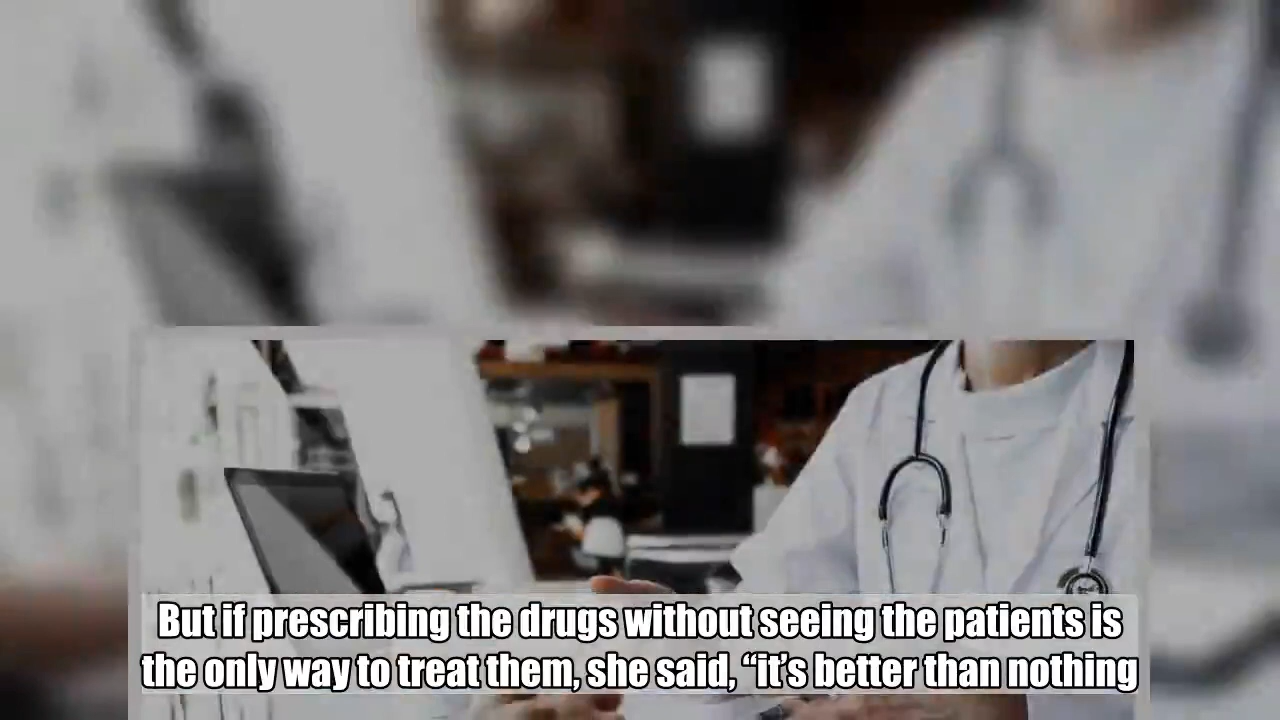 But if prescribing the drugs without seeing the patients is
the only way to treat them, she said, “it’s better than nothing